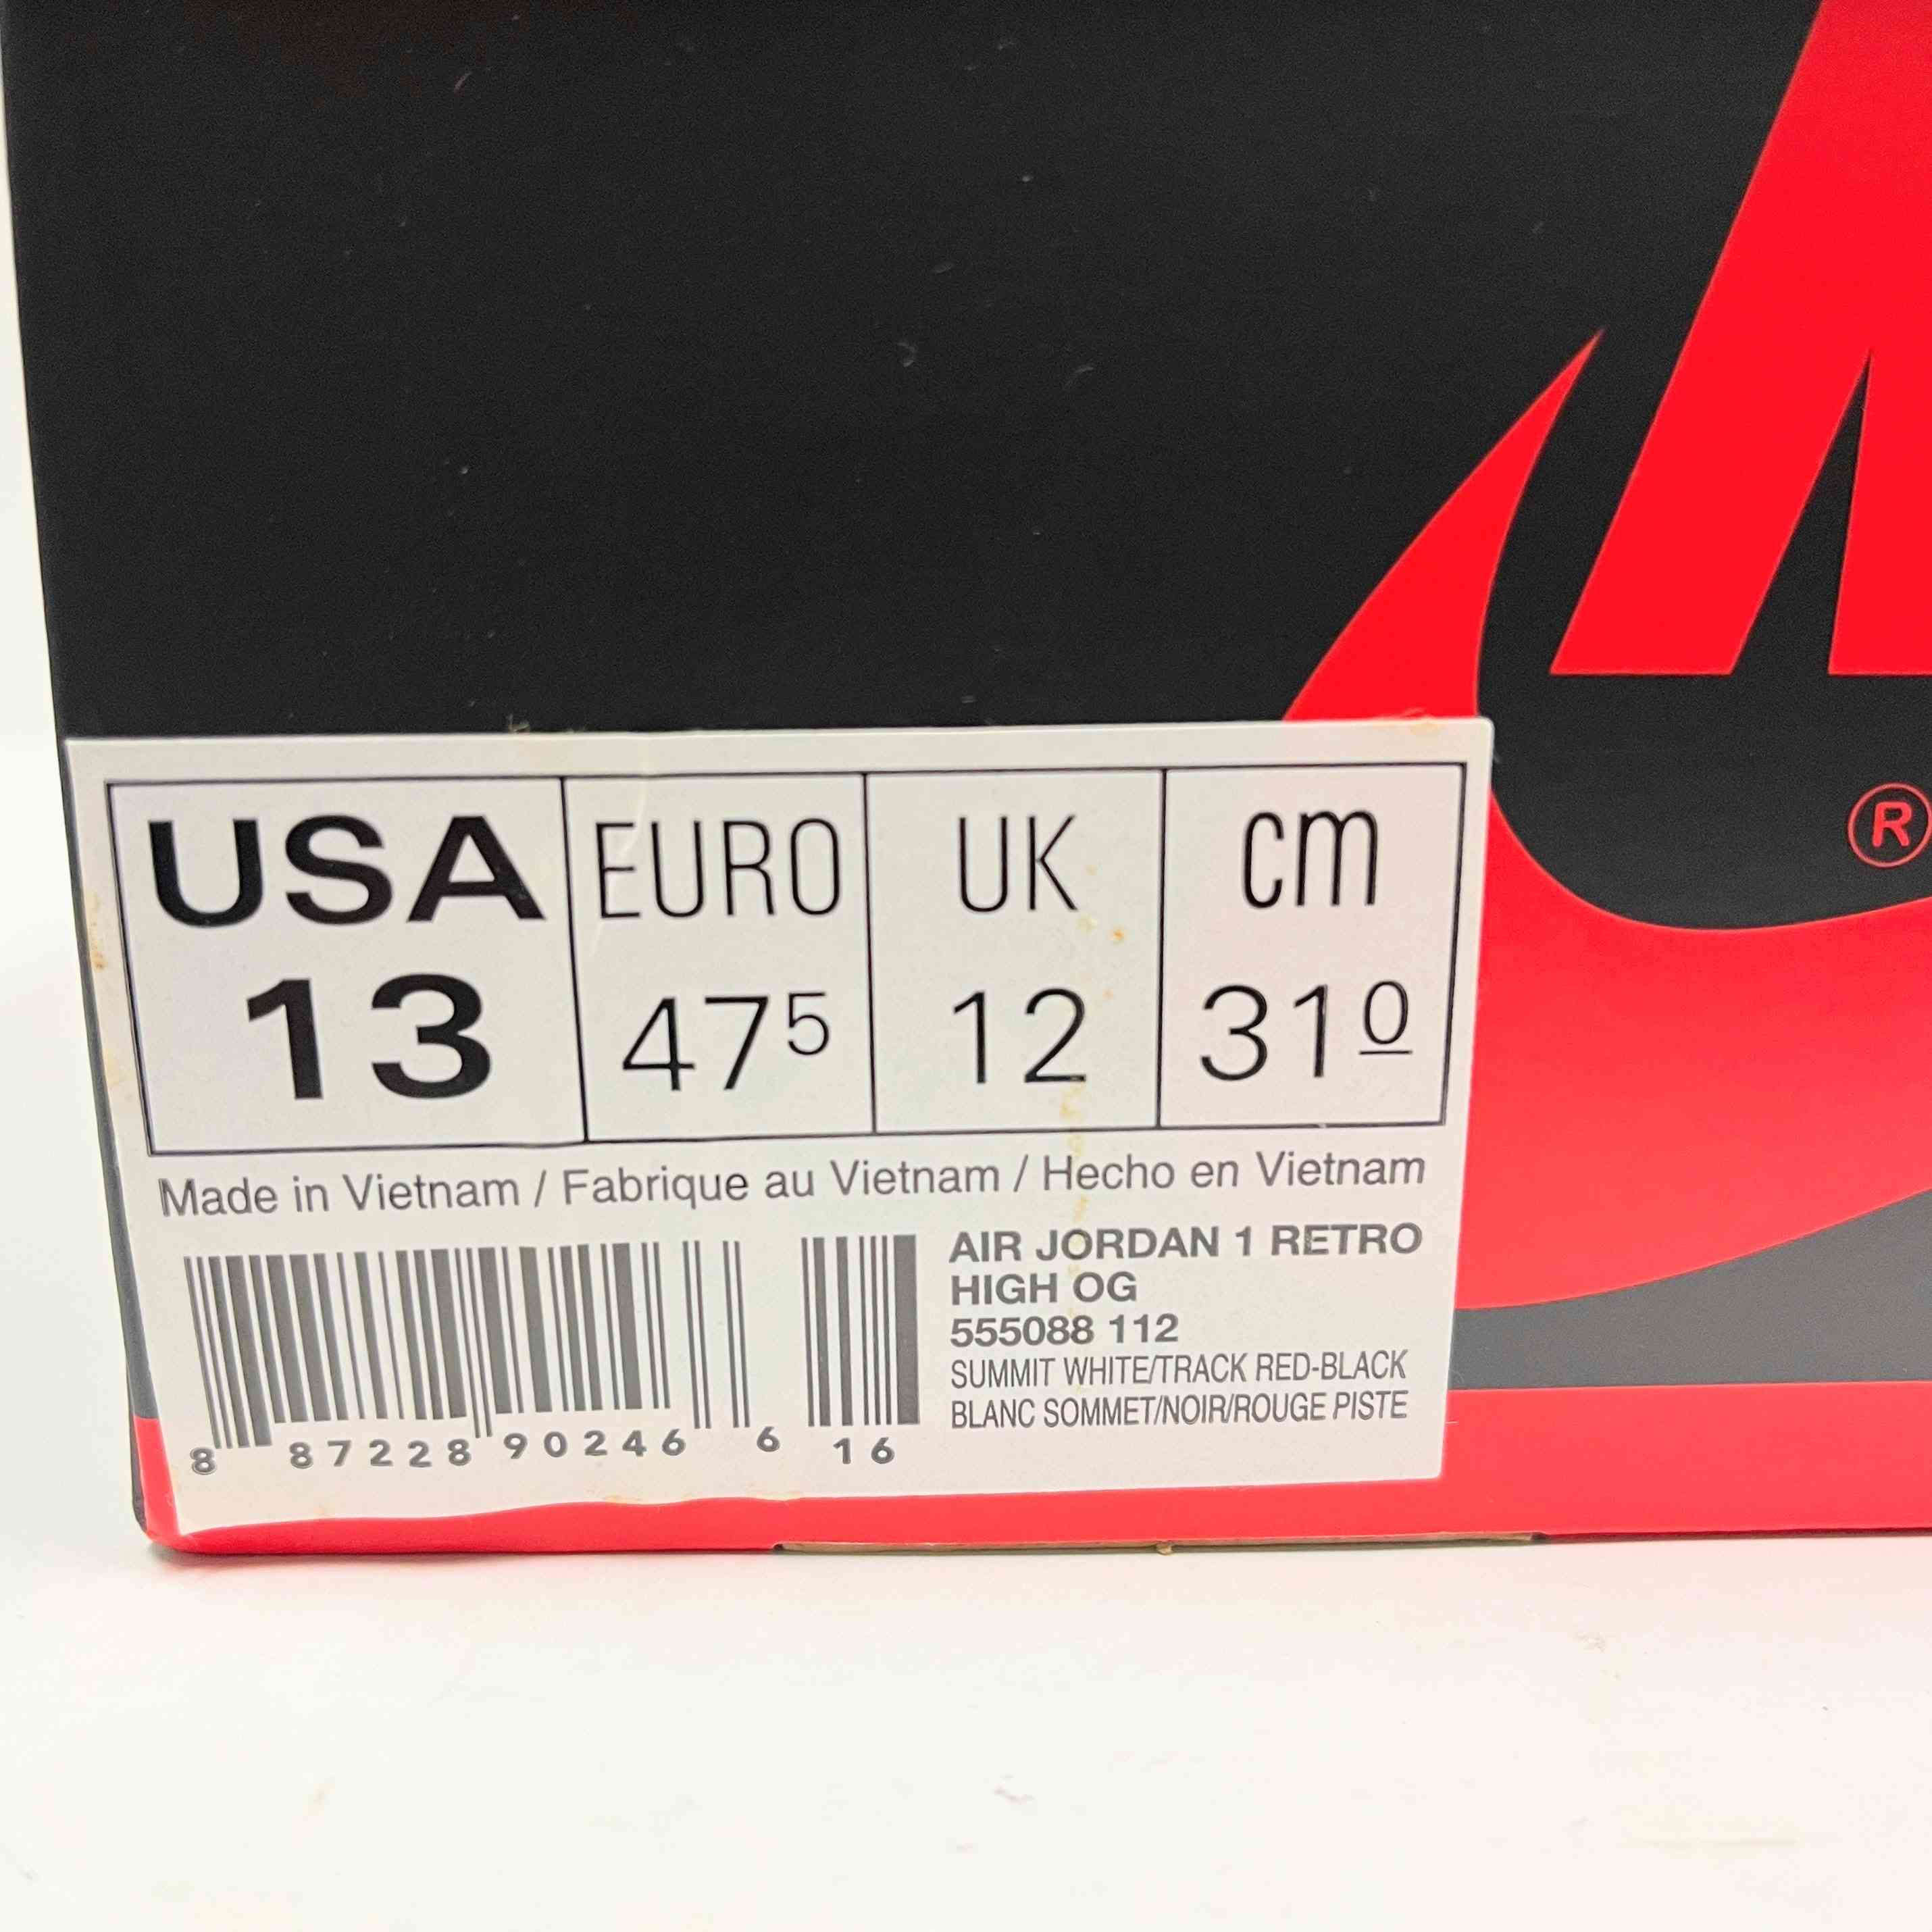 ®
USA EURO UK cm
13 47⁵ 12 31⁰
Made in Vietnam / Fabrique au Vietnam / Hecho en Vietnam
AIR JORDAN 1 RETRO
HIGH OG
555088 112
SUMMIT WHITE/TRACK RED-BLACK
BLANC SOMMET/NOIR/ROUGE PISTE
8 87228 90246 6 16